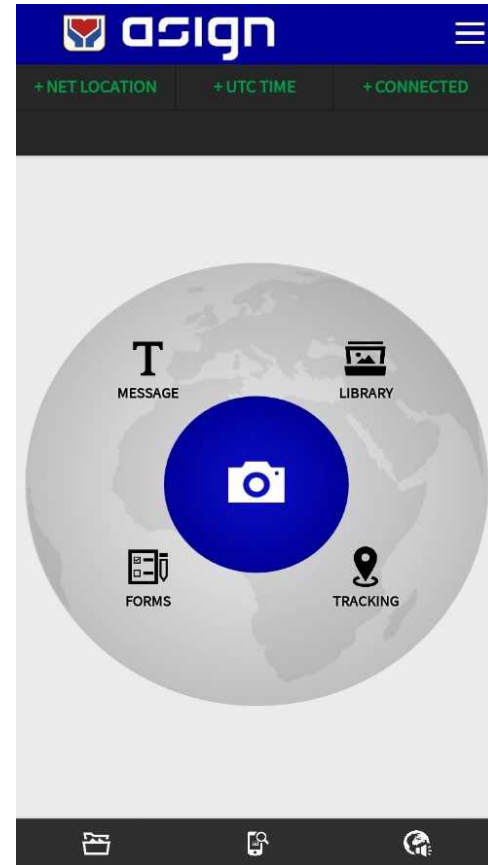 asign
+ NET LOCATION + UTC TIME + CONNECTED
T
MESSAGE LIBRARY
FORMS TRACKING